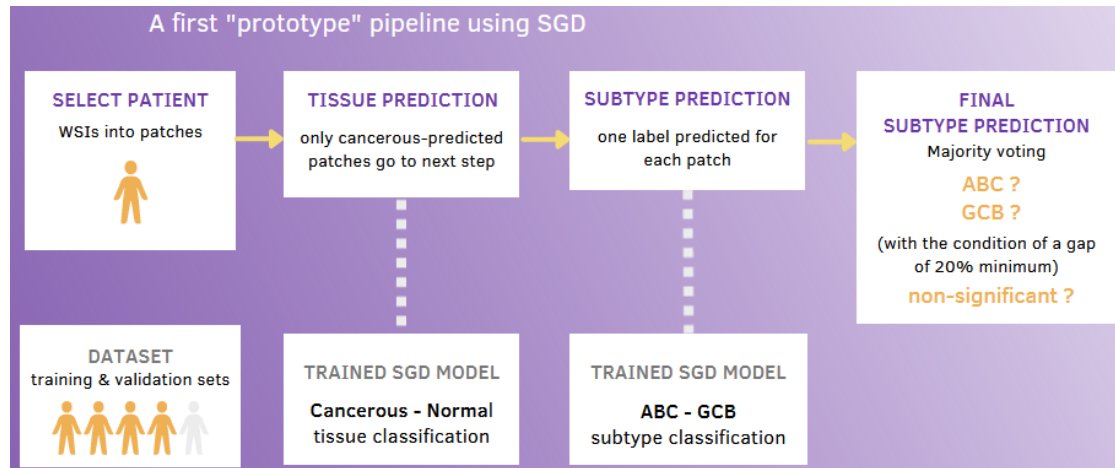 A first "prototype" pipeline using SGD
SELECT PATIENT
WSIs into patches
TISSUE PREDICTION
only cancerous-predicted
patches go to next step
SUBTYPE PREDICTION
one label predicted for
each patch
FINAL
SUBTYPE PREDICTION
Majority voting
ABC ?
GCB ?
(with the condition of a gap
of 20% minimum)
non-significant ?
DATASET
training & validation sets
TRAINED SGD MODEL
Cancerous - Normal
tissue classification
TRAINED SGD MODEL
ABC - GCB
subtype classification